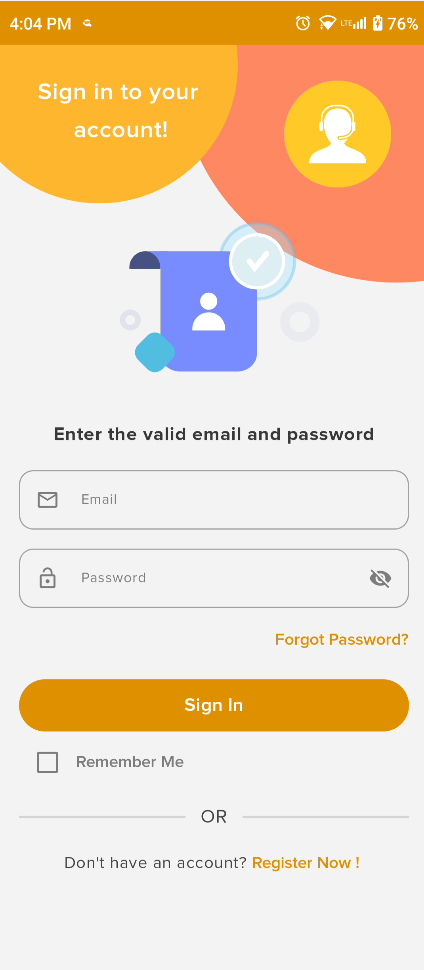 4:04 PM
LTE
76%
Sign in to your
account!
Enter the valid email and password
Email
Password
Forgot Password?
Sign In
Remember Me
OR
Don't have an account? Register Now !